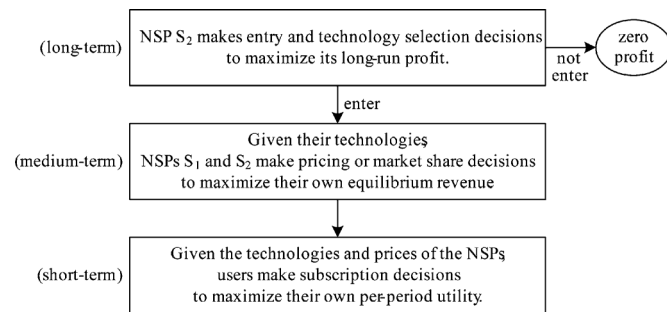 (long-term)
NSP S2 makes entry and technology selection decisions
to maximize its long-run profit.
not
enter
zero
profit
enter
(medium-term)
Given their technologies,
NSPs S1 and S2 make pricing or market share decisions
to maximize their own equilibrium revenue
(short-term)
Given the technologies and prices of the NSPs,
users make subscription decisions
to maximize their own per-period utility.